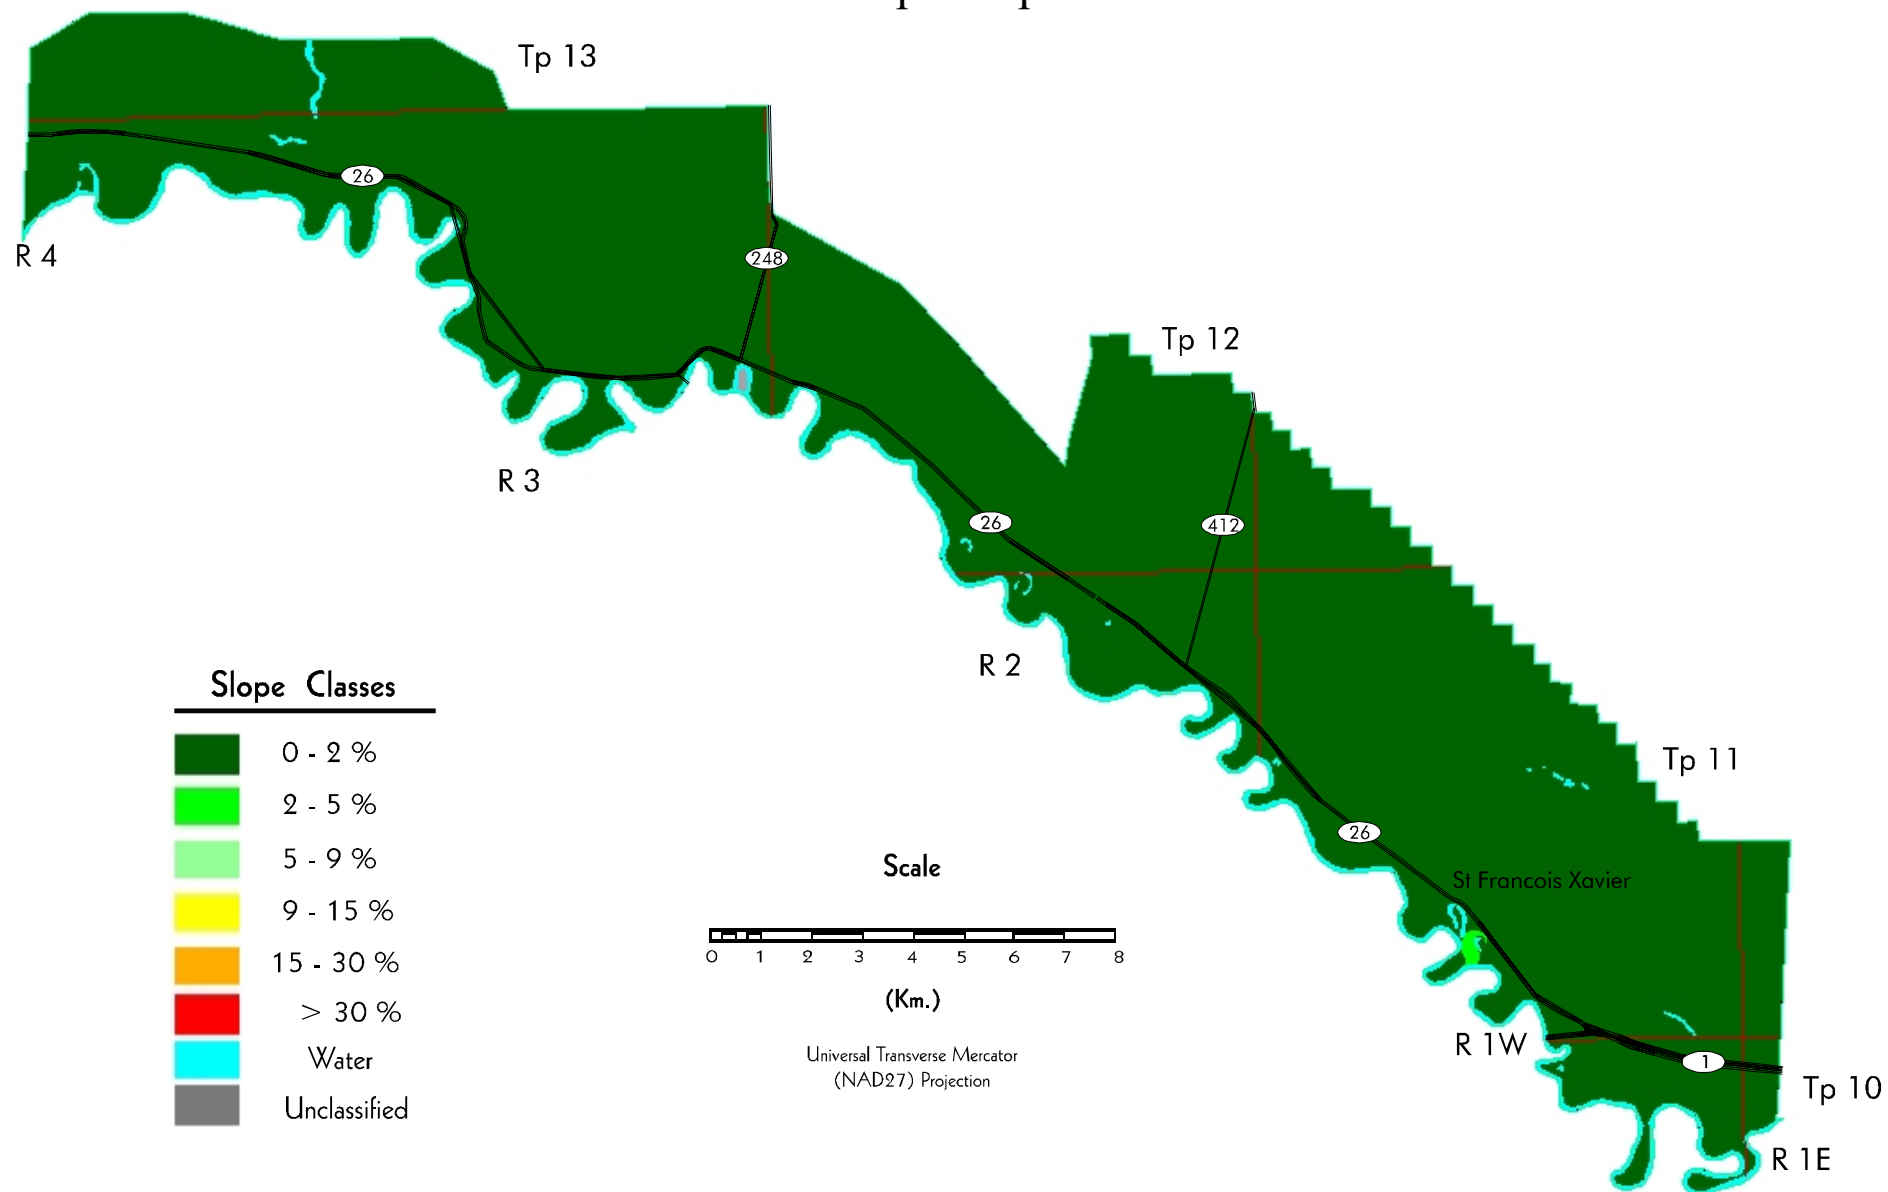 Tp 13
26
R 4
248
Tp 12
R 3
26
412
R 2
Slope Classes
0 - 2 %
2 - 5 %
5 - 9 %
9 - 15 %
15 - 30 %
> 30 %
Water
Unclassified
Tp 11
26
Scale
0 1 2 3 4 5 6 7 8
(Km.)
Universal Transverse Mercator
(NAD27) Projection
St Francois Xavier
R 1W
1
Tp 10
R 1E